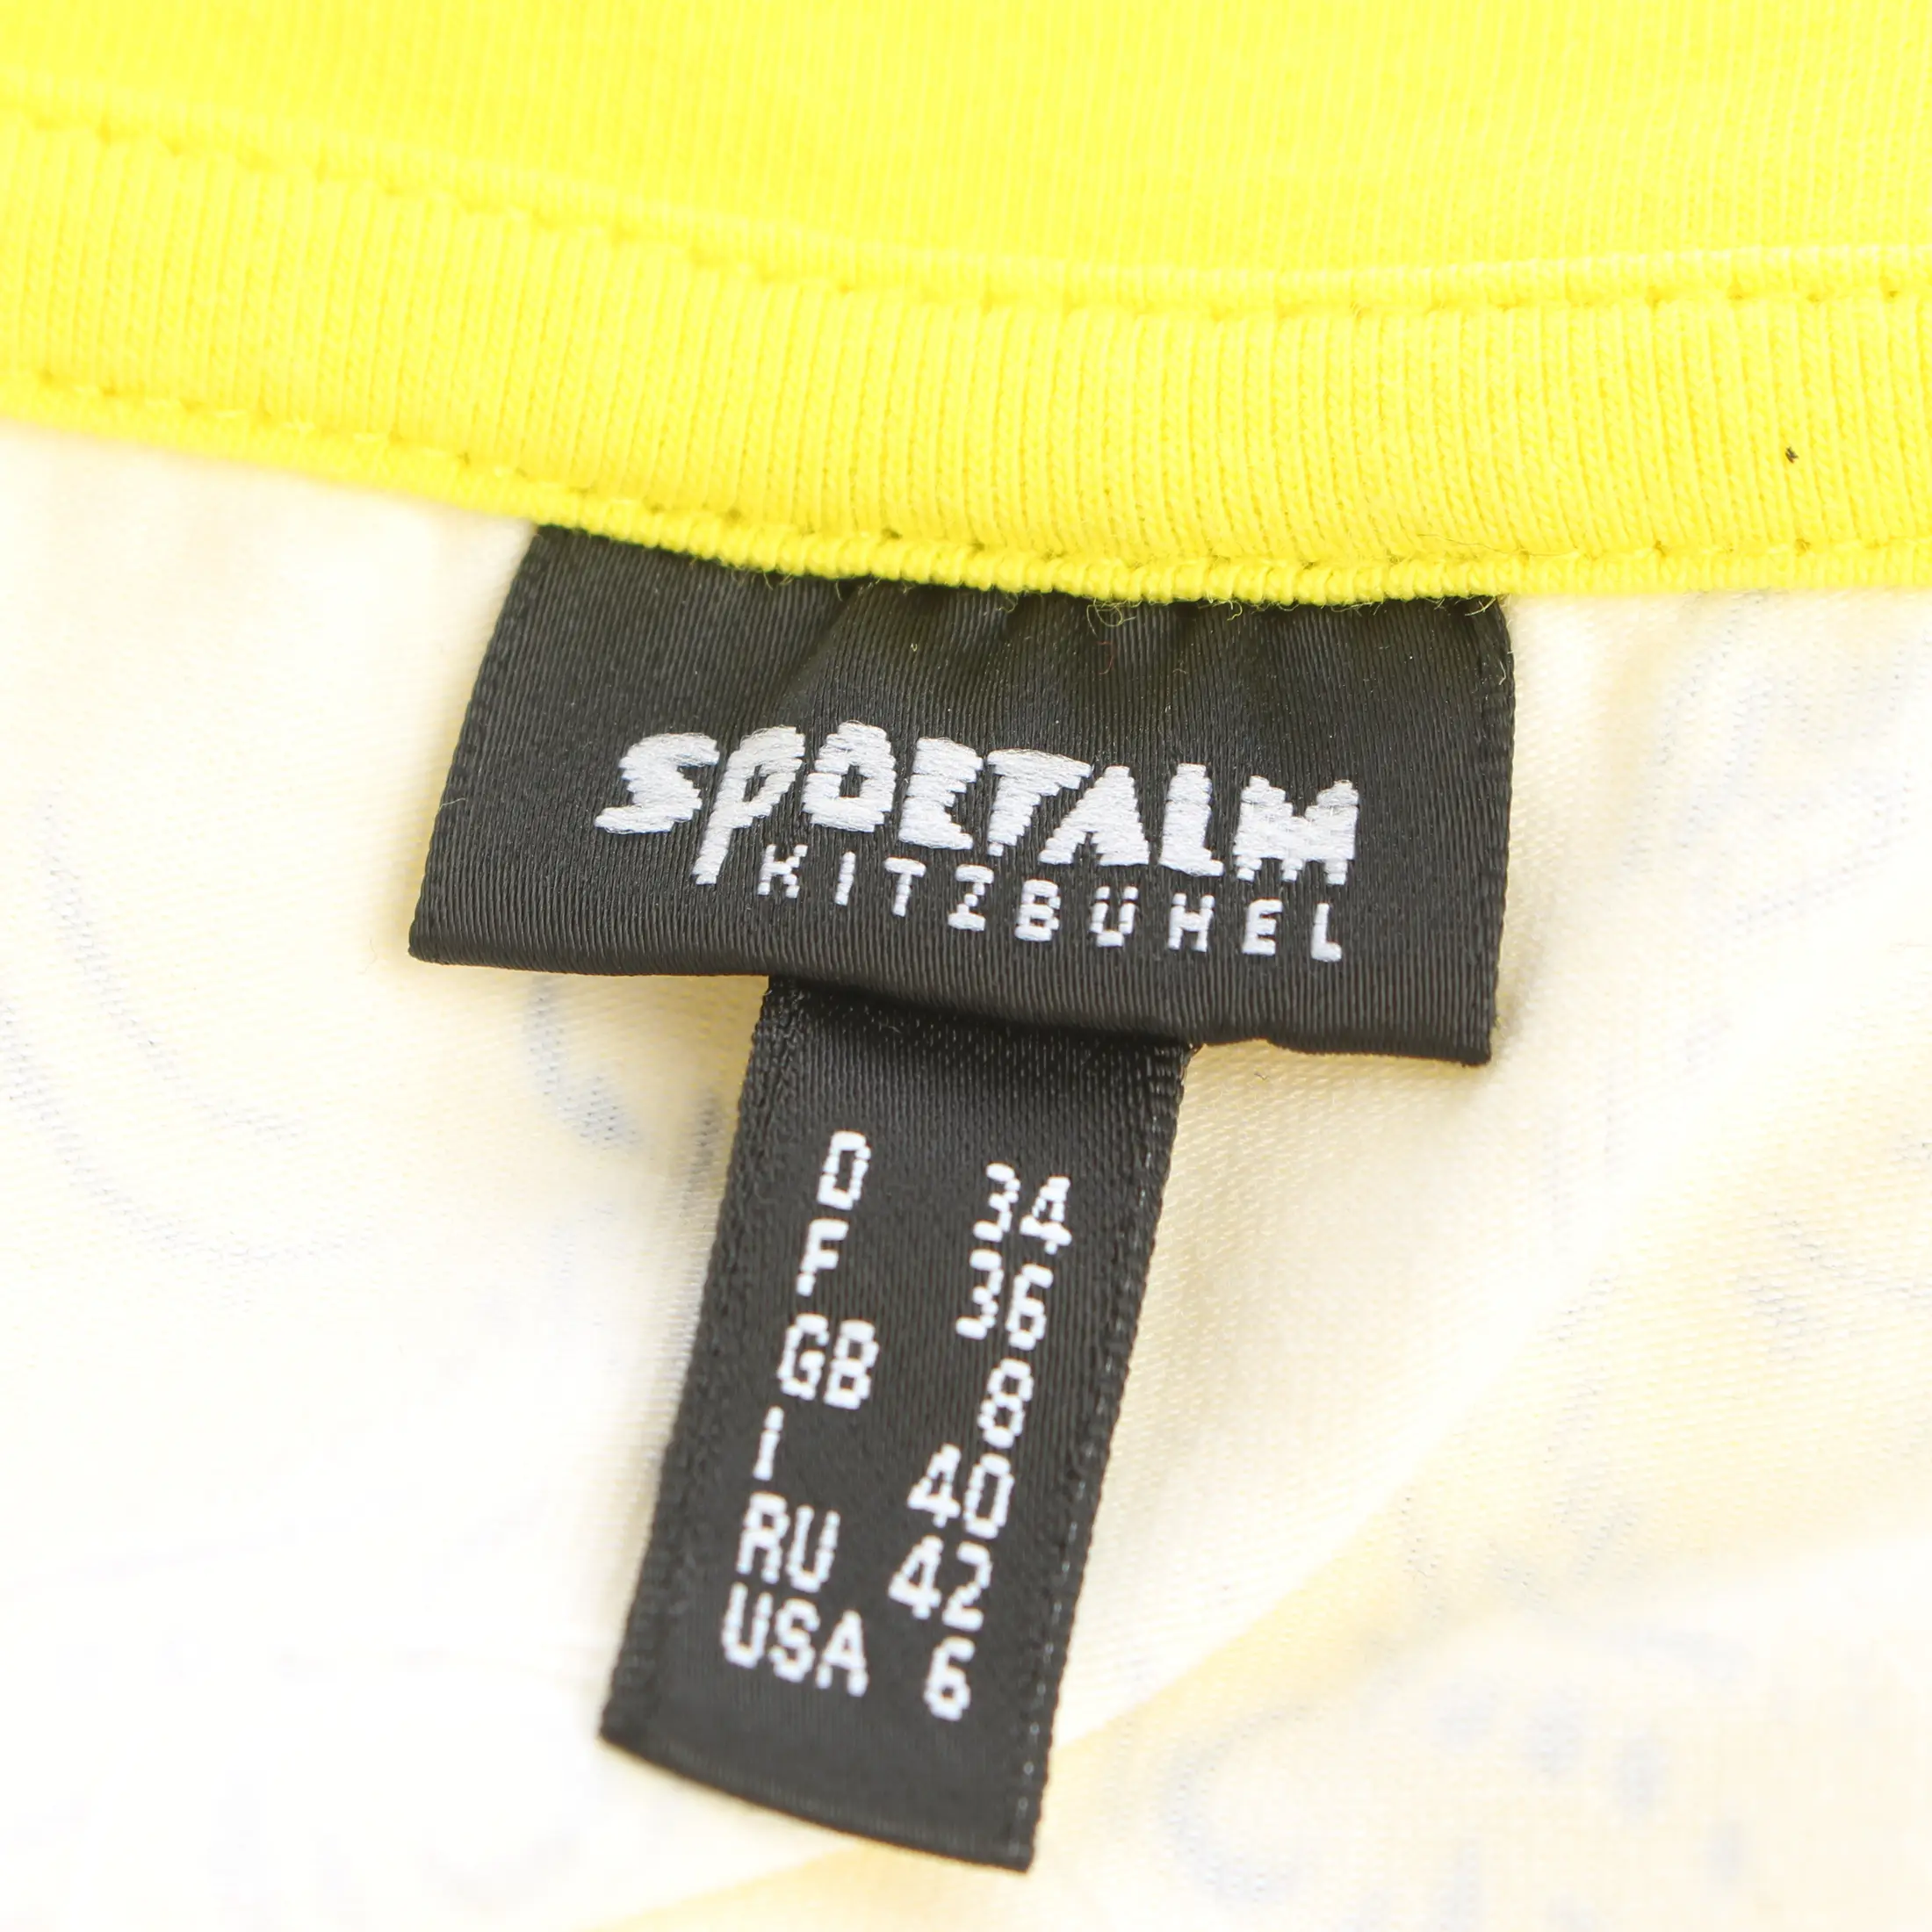 SPORTALM
KITZBÜHEL
D 34
F 36
GB 8
I 40
RU 42
USA 6